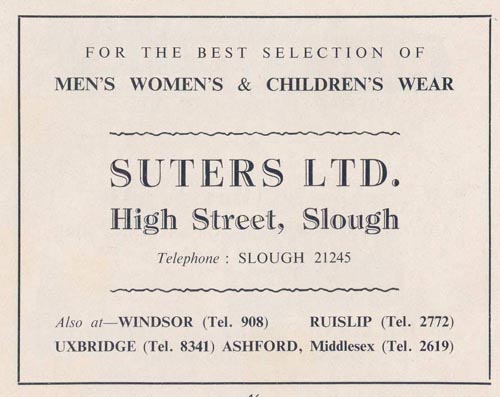 FOR THE BEST SELECTION OF
MEN'S WOMEN'S & CHILDREN'S WEAR
SUTERS LTD.
High Street, Slough
Telephone : SLOUGH 21245
Also at—WINDSOR (Tel. 908) RUISLIP (Tel. 2772)
UXBRIDGE (Tel. 8341) ASHFORD, Middlesex (Tel. 2619)